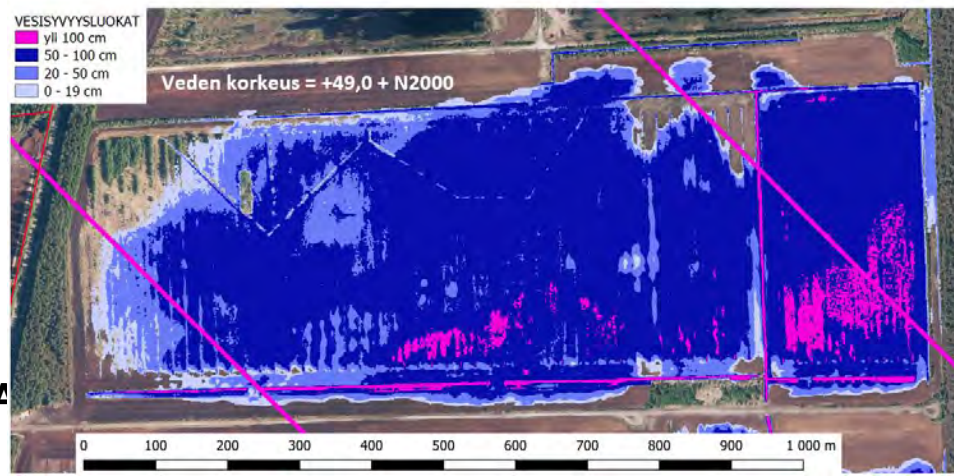 VESISYVYYSLUOKAT
yli 100 cm
50 - 100 cm
20 - 50 cm
0 - 19 cm
Veden korkeus = +49,0 + N2000
0 100 200 300 400 500 600 700 800 900 1 000 m